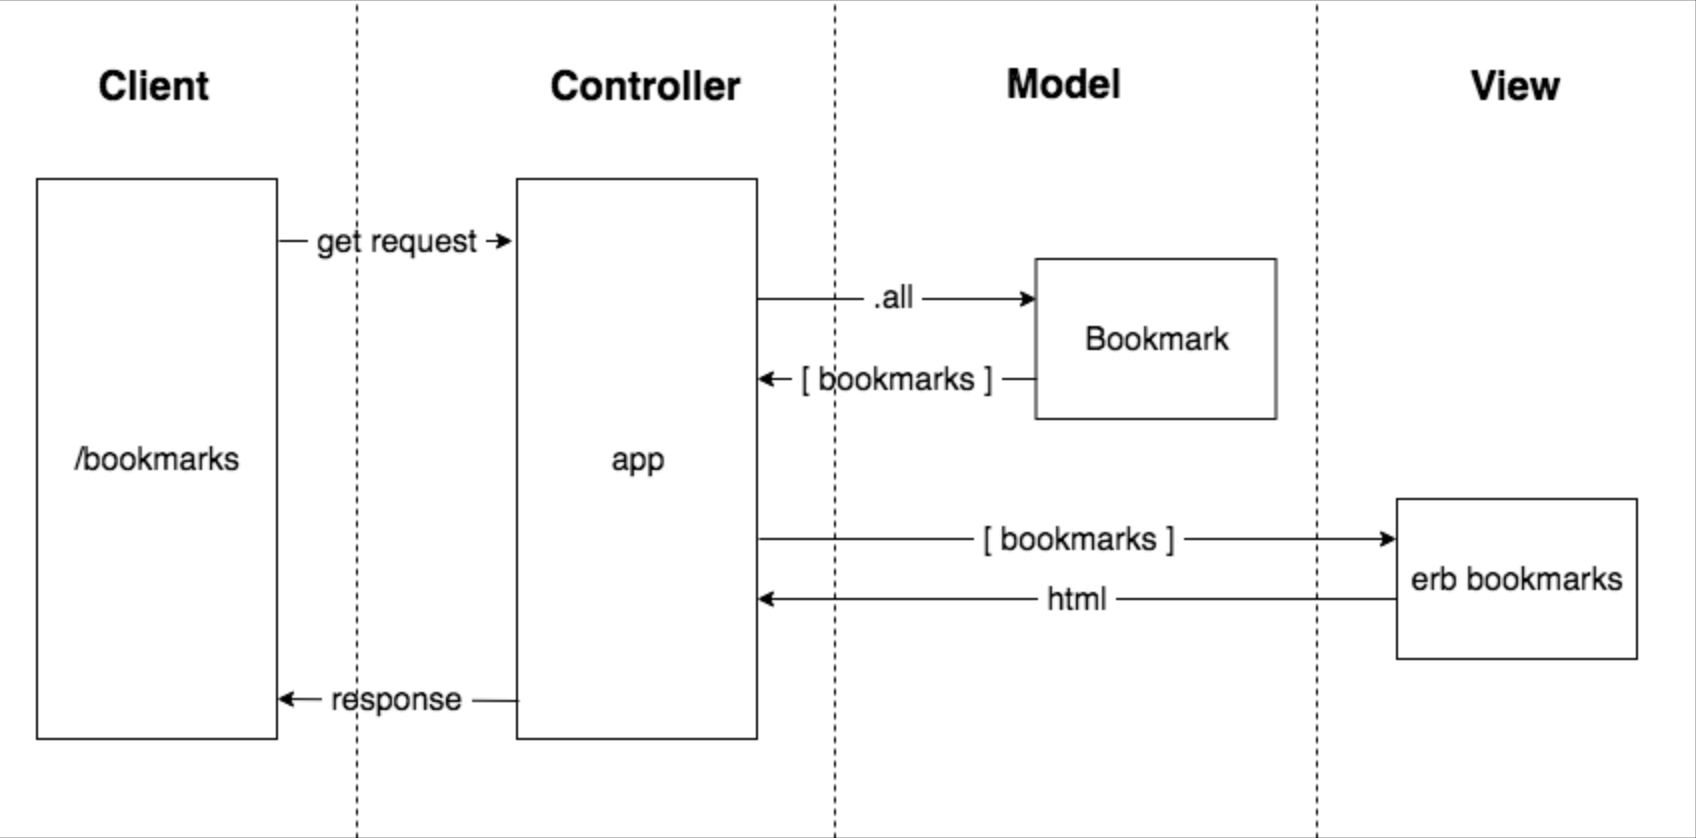 Client
Controller
Model
View
get request
.all
Bookmark
[ bookmarks ]
/bookmarks
app
[ bookmarks ]
erb bookmarks
html
response